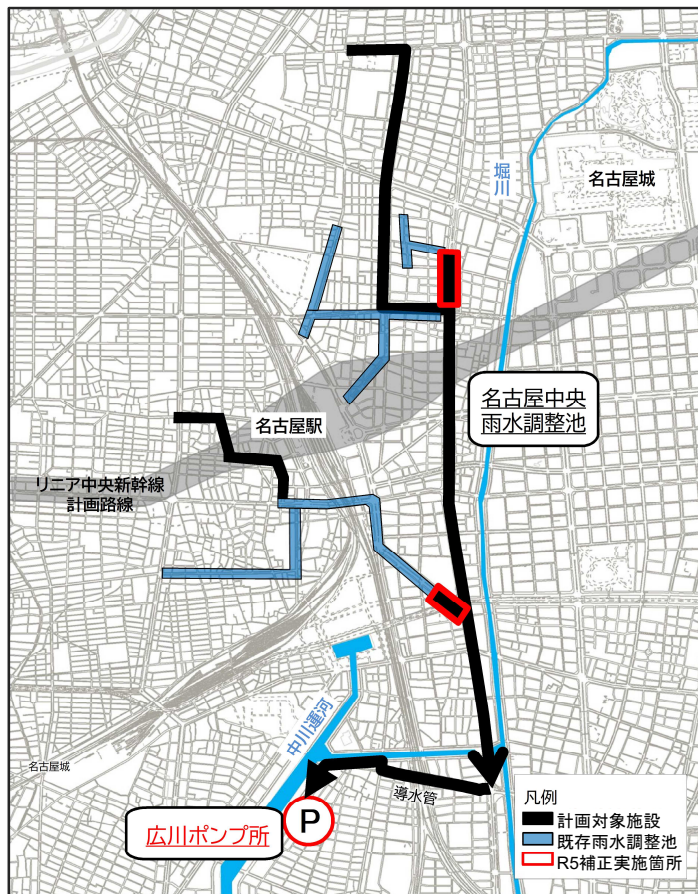 堀川
名古屋城
名古屋中央
雨水調整池
名古屋駅
リニア中央新幹線
計画路線
中川運河
名古屋城
導水管
広川ポンプ所
P
凡例
計画対象施設
既存雨水調整池
R5補正実施箇所